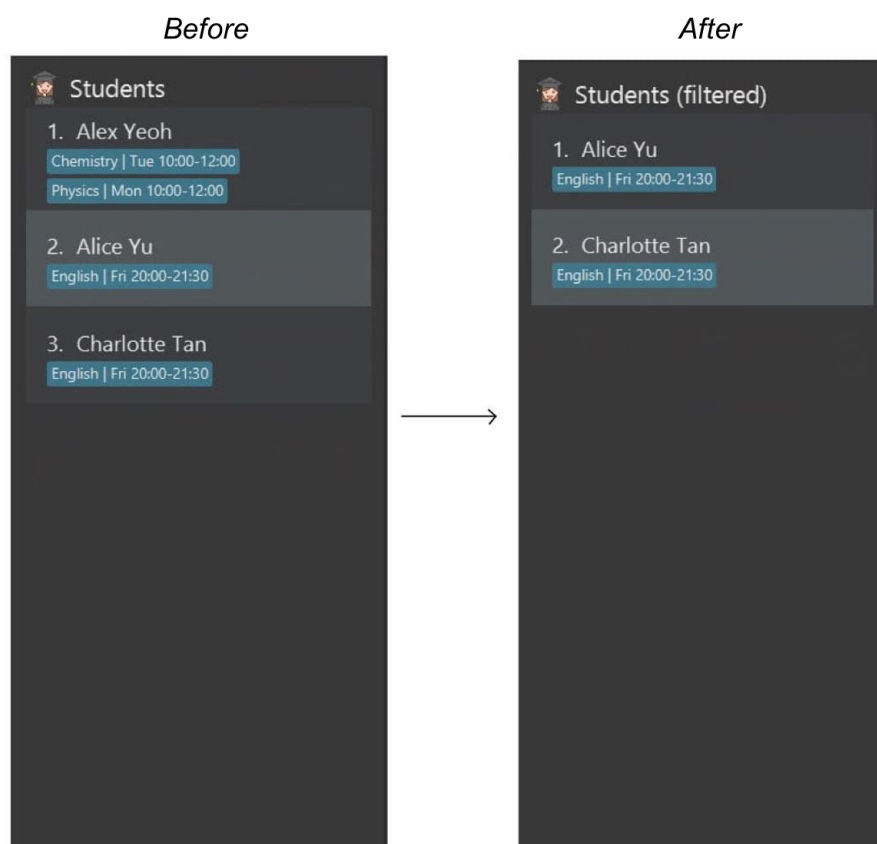 Before
Students
1. Alex Yeoh
Chemistry | Tue 10:00-12:00
Physics | Mon 10:00-12:00
2. Alice Yu
English | Fri 20:00-21:30
3. Charlotte Tan
English | Fri 20:00-21:30
After
Students (filtered)
1. Alice Yu
English | Fri 20:00-21:30
2. Charlotte Tan
English | Fri 20:00-21:30